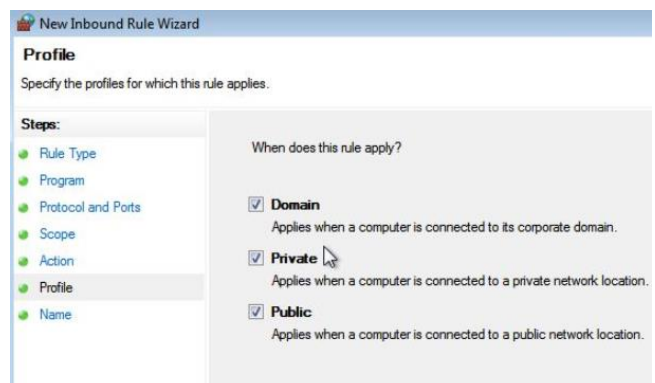 New Inbound Rule Wizard
Profile
Specify the profiles for which this rule applies.
Steps:
Rule Type
Program
Protocol and Ports
Scope
Action
Profile
Name
When does this rule apply?
Domain
Applies when a computer is connected to its corporate domain.
Private
Applies when a computer is connected to a private network location.
Public
Applies when a computer is connected to a public network location.